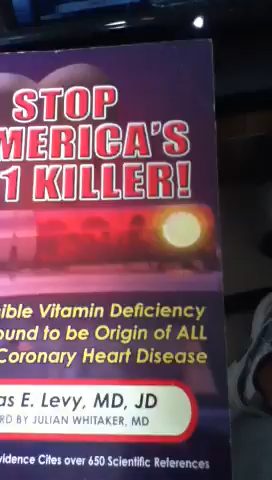 STOP
MERICA'S
1 KILLER!
ible Vitamin Deficiency
ound to be Origin of ALL
Coronary Heart Disease
as E. Levy, MD, JD
RD BY JULIAN WHITAKER, MD
vidence Cites over 650 Scientific References